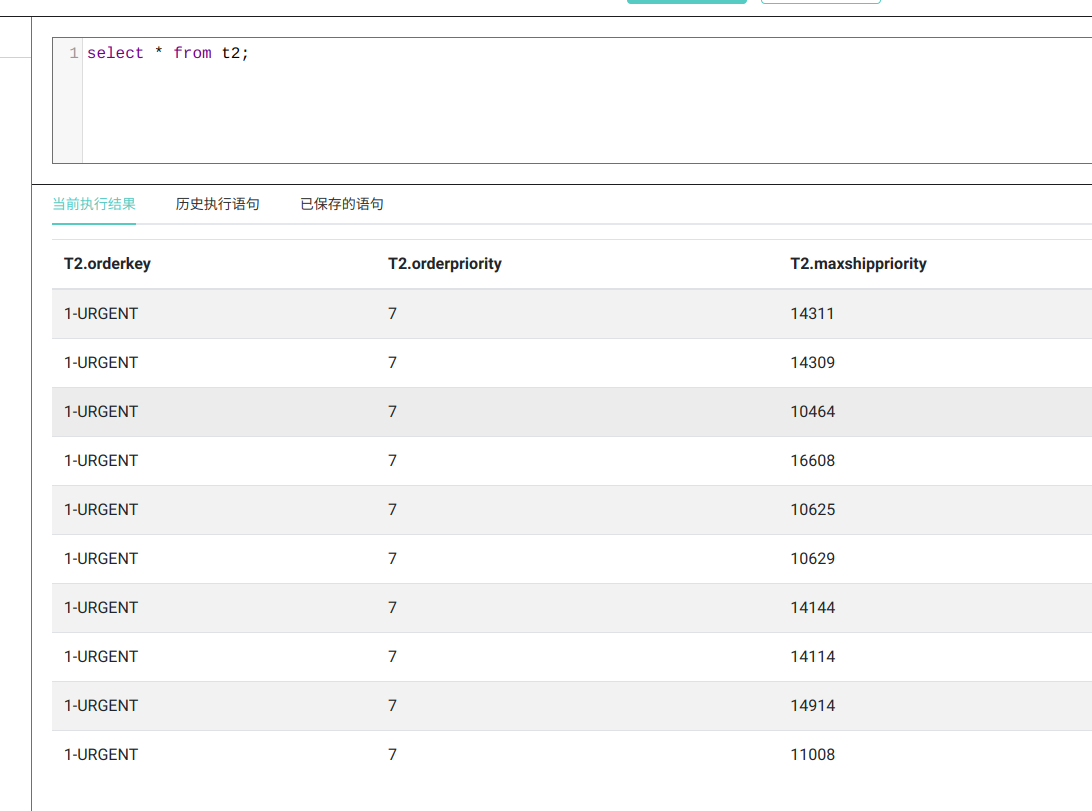 1 select * from t2;
当前执行结果 历史执行语句 已保存的语句
T2.orderkey T2.orderpriority T2.maxshippriority
1-URGENT 7 14311
1-URGENT 7 14309
1-URGENT 7 10464
1-URGENT 7 16608
1-URGENT 7 10625
1-URGENT 7 10629
1-URGENT 7 14144
1-URGENT 7 14114
1-URGENT 7 14914
1-URGENT 7 11008